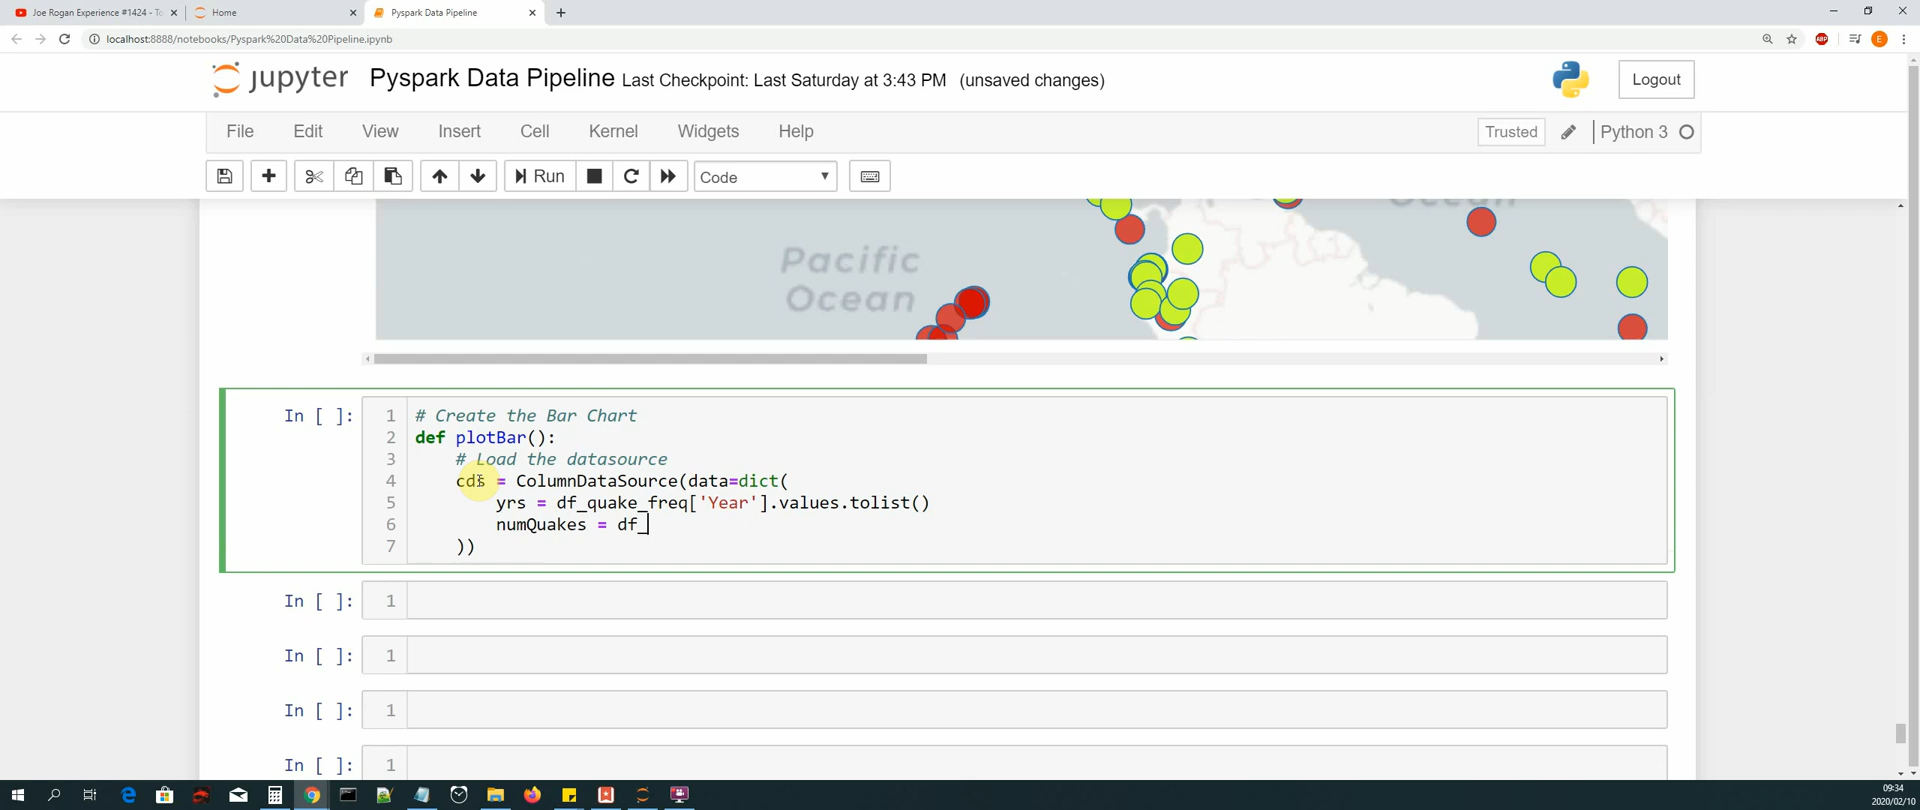 Joe Rogan Experience #1424 - To
Home
Pyspark Data Pipeline
localhost:8888/notebooks/Pyspark%20Data%20Pipeline.ipynb
ABP
E
jupyter Pyspark Data Pipeline Last Checkpoint: Last Saturday at 3:43 PM (unsaved changes)
Logout
File Edit View Insert Cell Kernel Widgets Help
Trusted
Python 3
Run
Code
Ocean
Pacific
Ocean
In [ ]:
1 # Create the Bar Chart
2 def plotBar():
3 # Load the datasource
4 cds = ColumnDataSource(data=dict(
5 yrs = df_quake_freq['Year'].values.tolist()
6 numQuakes = df_
7 ))
In [ ]: 1
In [ ]: 1
In [ ]: 1
In [ ]: 1
09:34
2020/02/10